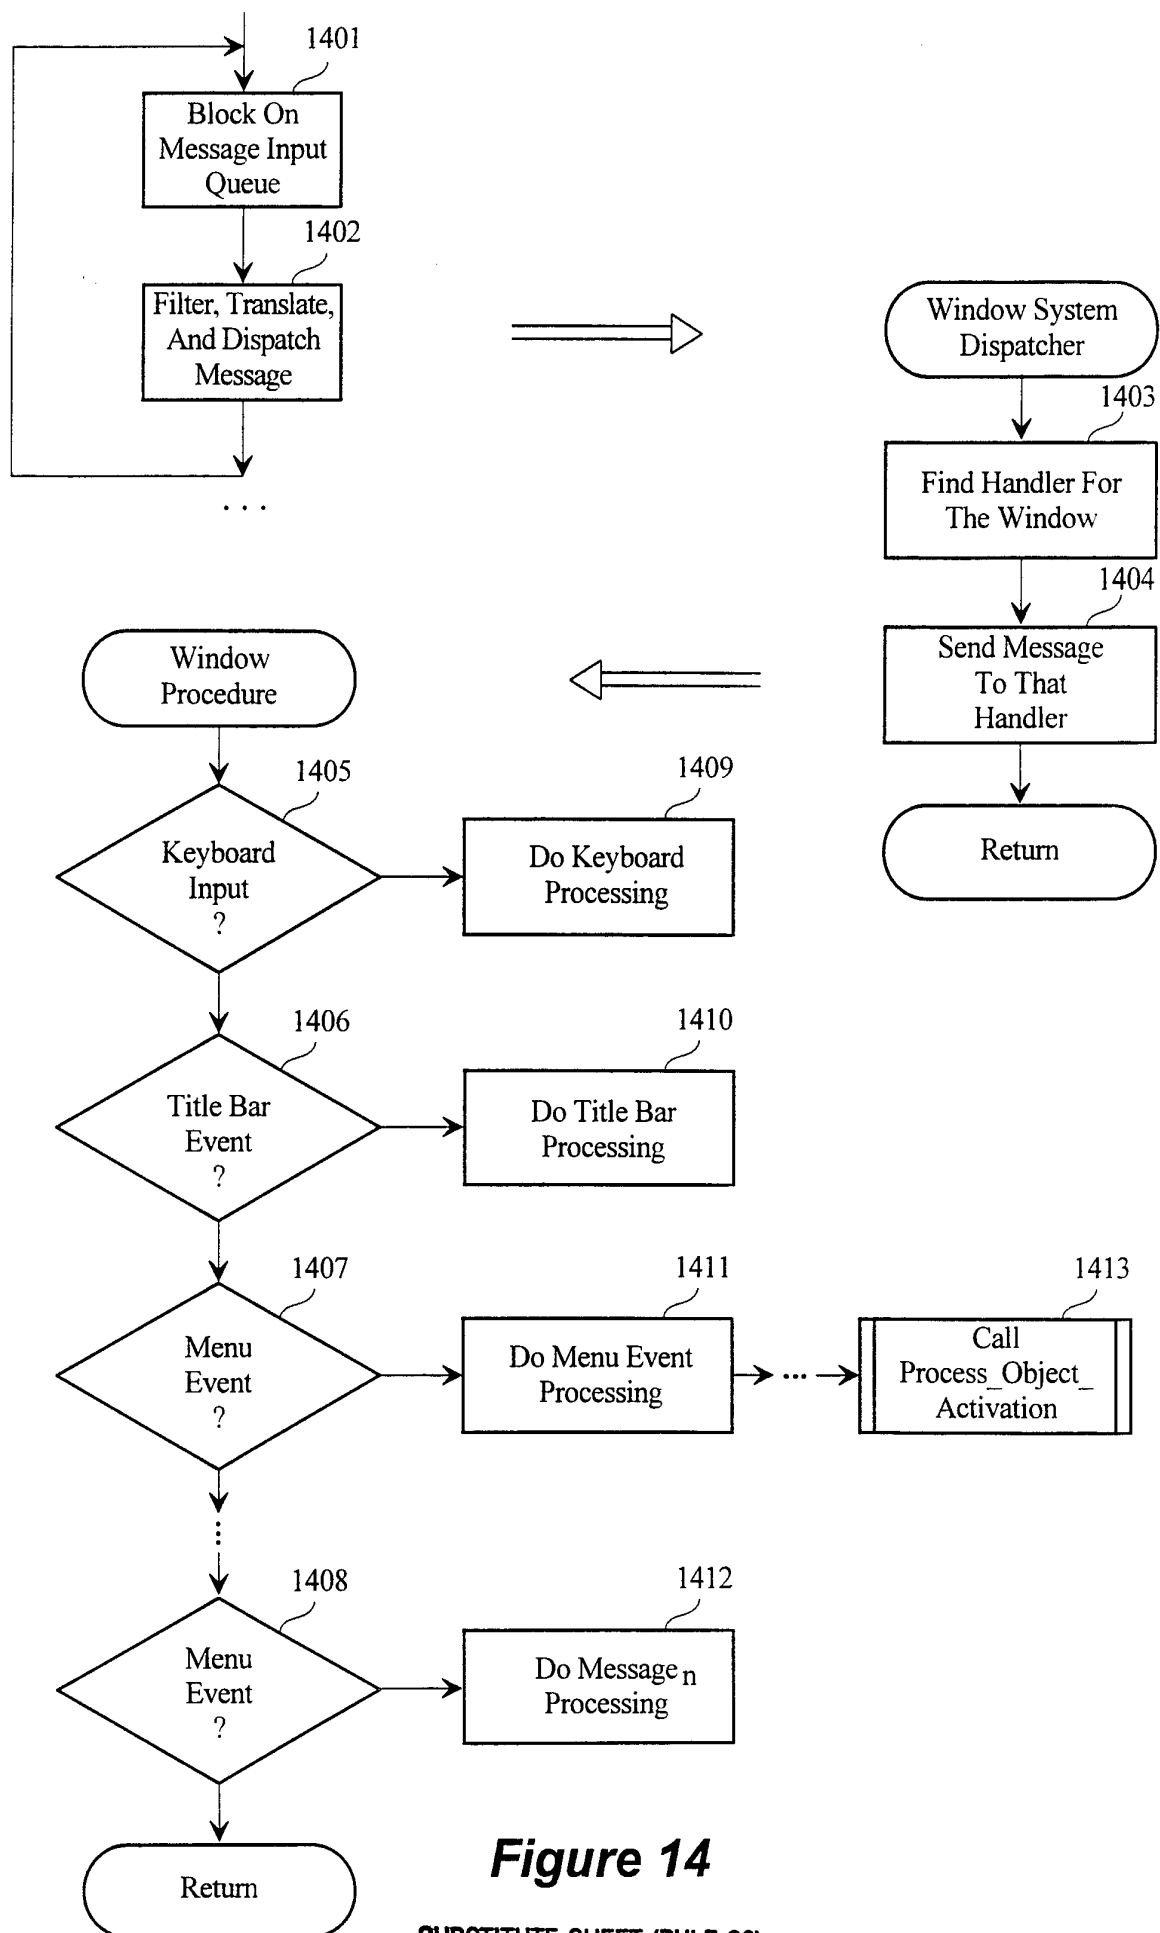 1401
Block On
Message Input
Queue
1402
Filter, Translate,
And Dispatch
Message
. . .
Window System
Dispatcher
1403
Find Handler For
The Window
1404
Send Message
To That
Handler
Return
Window
Procedure
1405
Keyboard
Input
?
1409
Do Keyboard
Processing
1406
Title Bar
Event
?
1410
Do Title Bar
Processing
1407
Menu
Event
?
1411
Do Menu Event
Processing
...
1413
Call
Process_Object_
Activation
...
1408
Menu
Event
?
1412
Do Message n
Processing
Return
Figure 14